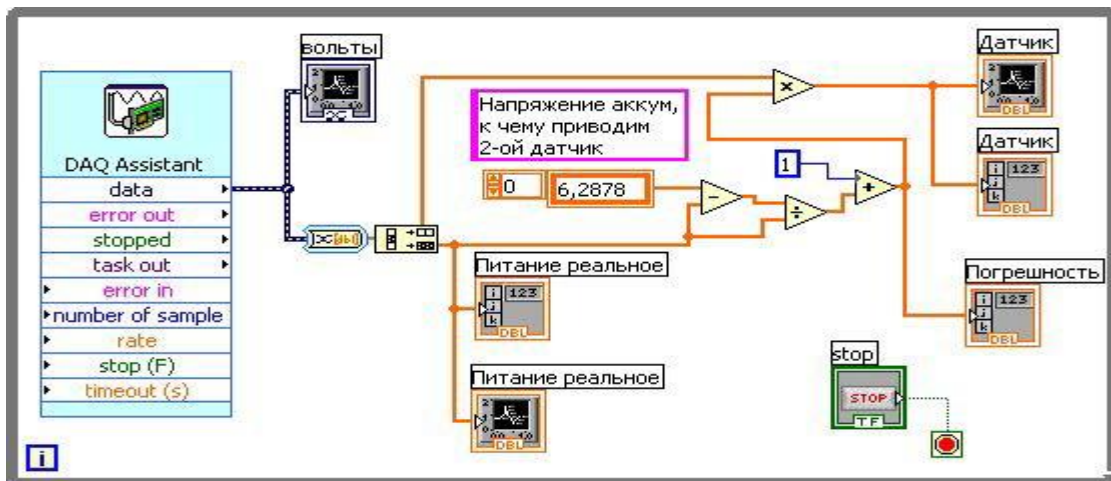 вольты
DAQ Assistant
data
error out
stopped
task out
error in
number of sample
rate
stop (F)
timeout (s)
Напряжение аккум,
к чему приводим
2-ой датчик
0
6,2878
1
Датчик
DBL
Датчик
123
DBL
Питание реальное
123
DBL
Питание реальное
DBL
Погрешность
123
DBL
stop
STOP
TF
i